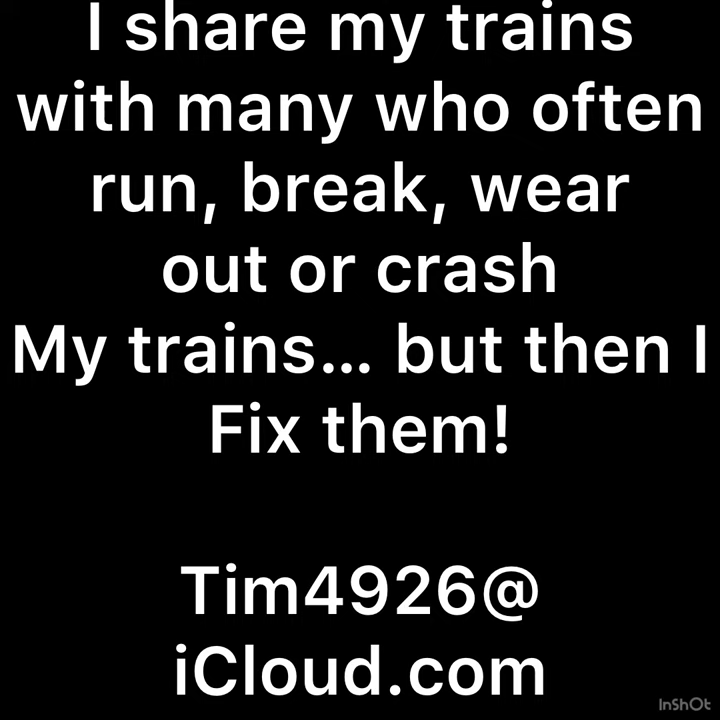 I share my trains
with many who often
run, break, wear
out or crash
My trains... but then I
Fix them!
Tim4926@
iCloud.com
InShOt